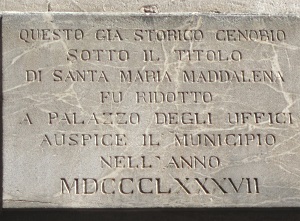 QUESTO GIÀ STORICO CENOBIO
SOTTO IL TITOLO
DI SANTA MARIA MADDALENA
FU RIDOTTO
A PALAZZO DEGLI UFFICI
AUSPICE IL MUNICIPIO
NELL'ANNO
MDCCCLXXXVII